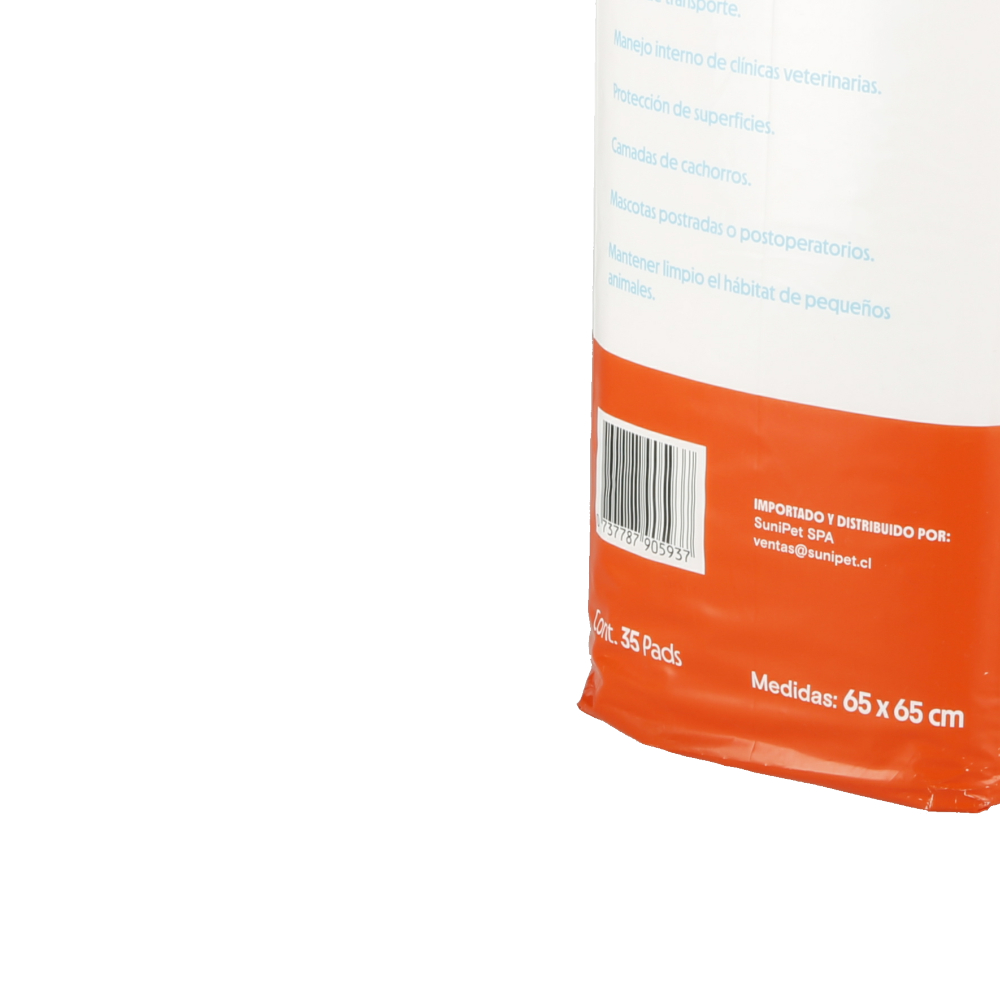 transporte.
Manejo interno de clínicas veterinarias.
Protección de superficies.
Camadas de cachorros.
Mascotas postradas o postoperatorios.
Mantener limpio el hábitat de pequeños
animales.
737787 905937
IMPORTADO Y DISTRIBUIDO POR:
SuniPet SPA
ventas@sunipet.cl
Cont. 35 Pads
Medidas: 65 x 65 cm